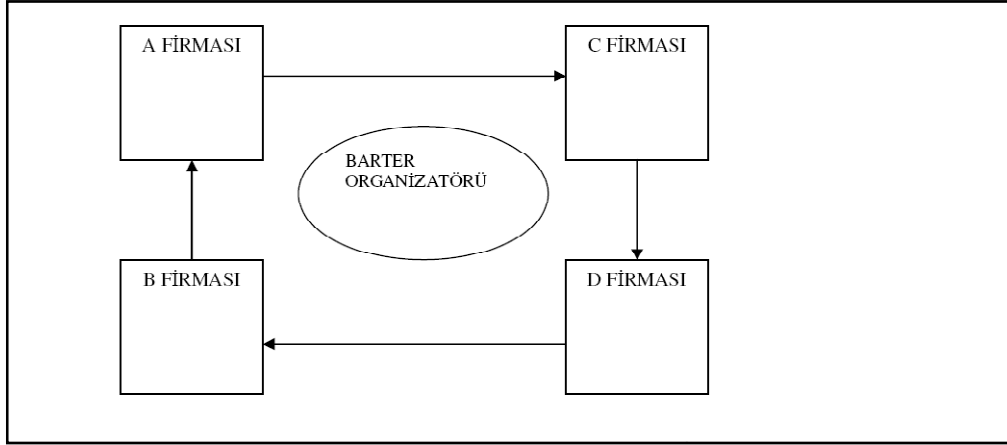 A FİRMASI
C FİRMASI
BARTER
ORGANİZATÖRÜ
B FİRMASI
D FİRMASI